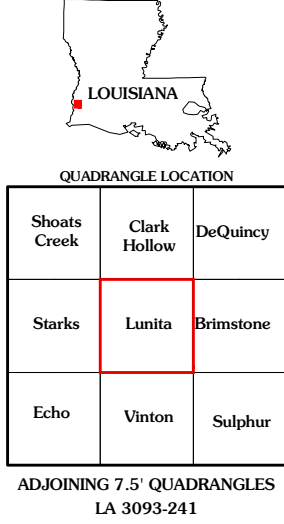 LOUISIANA
QUADRANGLE LOCATION
Shoats
Creek
Clark
Hollow
DeQuincy
Starks
Lunita
Brimstone
Echo
Vinton
Sulphur
ADJOINING 7.5' QUADRANGLES
LA 3093-241